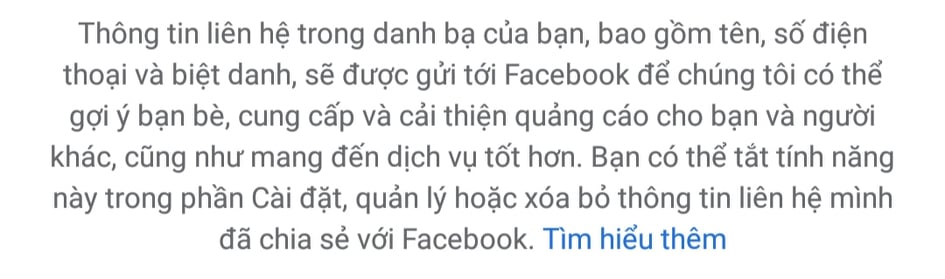 Thông tin liên hệ trong danh bạ của bạn, bao gồm tên, số điện
thoại và biệt danh, sẽ được gửi tới Facebook để chúng tôi có thể
gợi ý bạn bè, cung cấp và cải thiện quảng cáo cho bạn và người
khác, cũng như mang đến dịch vụ tốt hơn. Bạn có thể tắt tính năng
này trong phần Cài đặt, quản lý hoặc xóa bỏ thông tin liên hệ mình
đã chia sẻ với Facebook. Tìm hiểu thêm